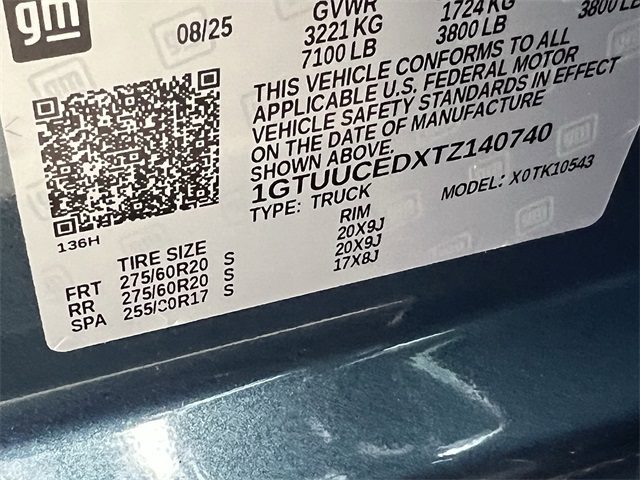 gm
08/25
GVWR
3221 KG
7100 LB
1724 KG
3800 LB
3800 LB
THIS VEHICLE CONFORMS TO ALL
APPLICABLE U.S. FEDERAL MOTOR
VEHICLE SAFETY STANDARDS IN EFFECT
ON THE DATE OF MANUFACTURE
SHOWN ABOVE.
1GTUUCEDXTZ140740
TYPE: TRUCK
MODEL: X0TK10543
136H
TIRE SIZE
RIM
FRT 275/60R20 S 20X9J
RR 275/60R20 S 20X9J
SPA 255/80R17 S 17X8J